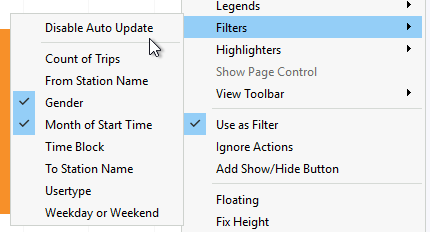 Disable Auto Update
Count of Trips
From Station Name
Gender
Month of Start Time
Time Block
To Station Name
Usertype
Weekday or Weekend
Legends
Filters
Highlighters
Show Page Control
View Toolbar
Use as Filter
Ignore Actions
Add Show/Hide Button
Floating
Fix Height